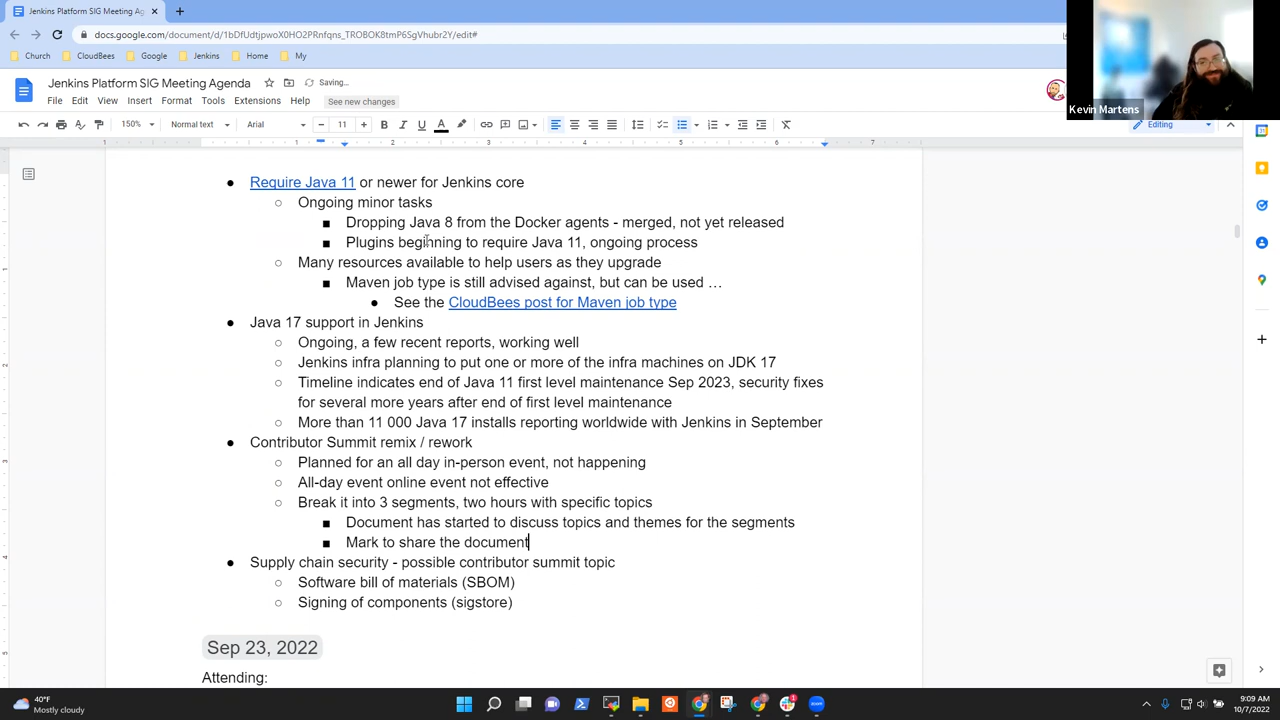 Jenkins Platform SIG Meeting Ag
docs.google.com/document/d/1bDfUdtjpwoX0HO2PRnfqns_TROBOK8tmP6SgVhubr2Y/edit#
Church
CloudBees
Google
Jenkins
Home
My
Kevin Martens
Jenkins Platform SIG Meeting Agenda
Saving...
File Edit View Insert Format Tools Extensions Help
See new changes
150%
Normal text
Arial
11
Editing
1 1 2 3 4 5 6 7
● Require Java 11 or newer for Jenkins core
○ Ongoing minor tasks
■ Dropping Java 8 from the Docker agents - merged, not yet released
■ Plugins beginning to require Java 11, ongoing process
○ Many resources available to help users as they upgrade
■ Maven job type is still advised against, but can be used …
● See the CloudBees post for Maven job type
● Java 17 support in Jenkins
○ Ongoing, a few recent reports, working well
○ Jenkins infra planning to put one or more of the infra machines on JDK 17
○ Timeline indicates end of Java 11 first level maintenance Sep 2023, security fixes
for several more years after end of first level maintenance
○ More than 11 000 Java 17 installs reporting worldwide with Jenkins in September
● Contributor Summit remix / rework
○ Planned for an all day in-person event, not happening
○ All-day event online event not effective
○ Break it into 3 segments, two hours with specific topics
■ Document has started to discuss topics and themes for the segments
■ Mark to share the document
● Supply chain security - possible contributor summit topic
○ Software bill of materials (SBOM)
○ Signing of components (sigstore)
Sep 23, 2022
Attending:
40°F
Mostly cloudy
9:09 AM
10/7/2022